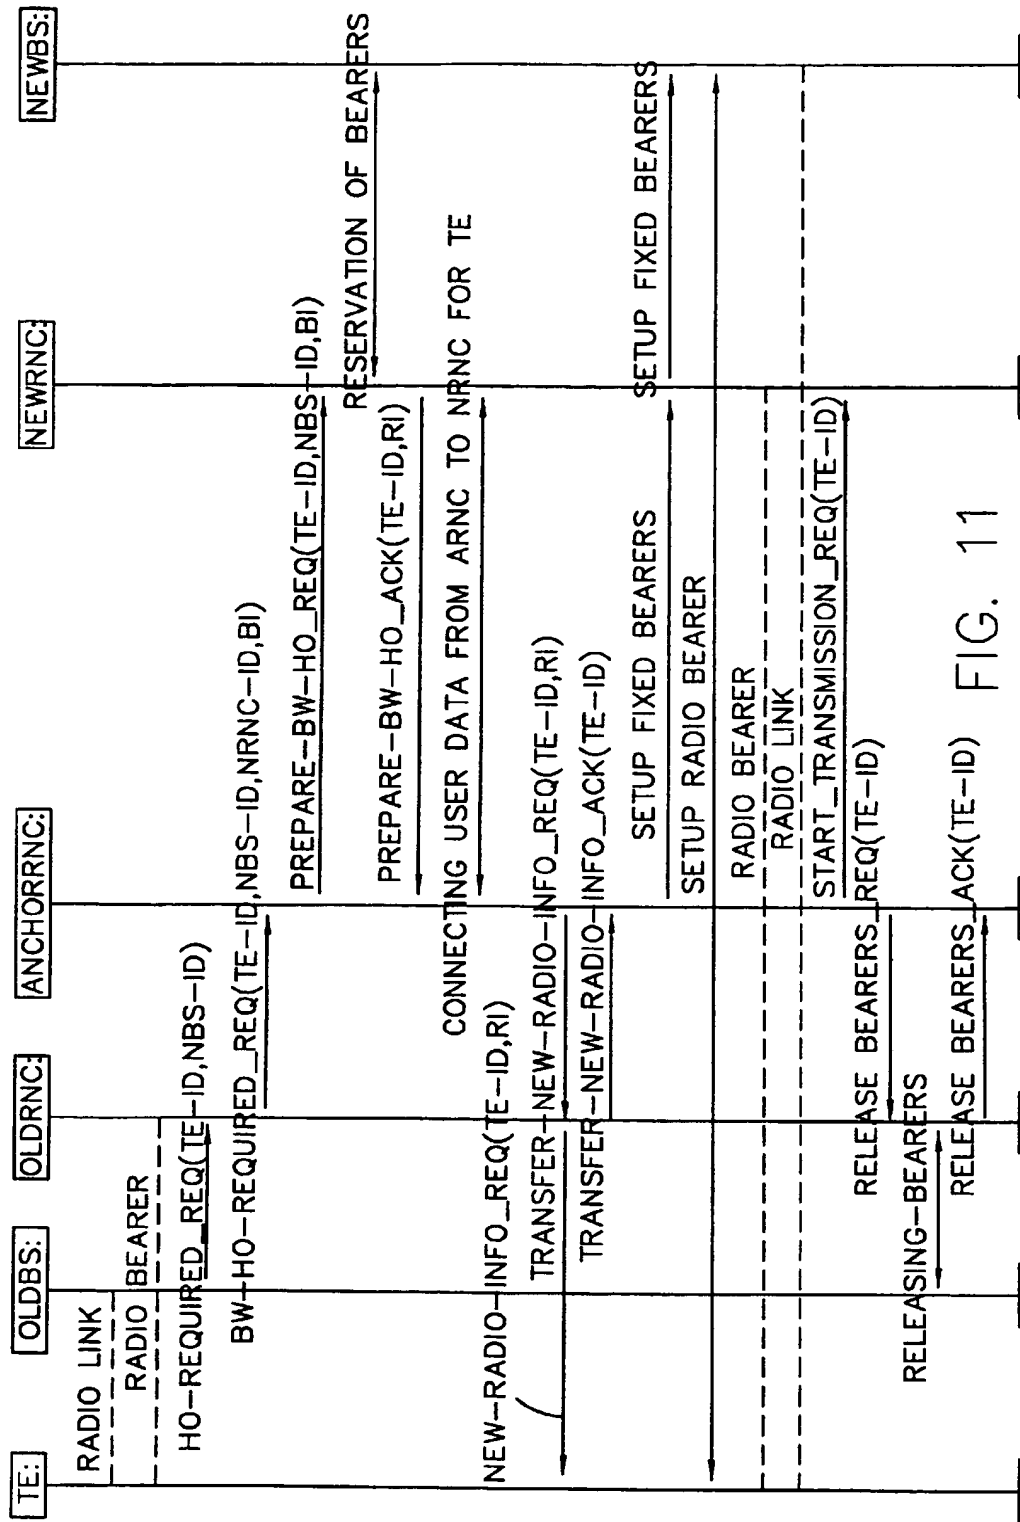 TE:
OLDBS:
OLDRNC:
ANCHORRNC:
NEWRNC:
NEWBS:
RADIO LINK
RADIO BEARER
HO-REQUIRED_REQ(TE-ID,NBS-ID)
BW-HO-REQUIRED_REQ(TE-ID,NBS-ID,NRNC-ID,BI)
PREPARE-BW-HO_REQ(TE-ID,NBS-ID,BI)
RESERVATION OF BEARERS
PREPARE-BW-HO_ACK(TE-ID,RI)
CONNECTING USER DATA FROM ARNC TO NRNC FOR TE
NEW-RADIO-INFO_REQ(TE-ID,RI)
TRANSFER-NEW-RADIO-INFO_REQ(TE-ID,RI)
TRANSFER-NEW-RADIO-INFO_ACK(TE-ID)
SETUP FIXED BEARERS
SETUP FIXED BEARERS
SETUP RADIO BEARER
RADIO BEARER
RADIO LINK
START_TRANSMISSION_REQ(TE-ID)
RELEASE BEARERS_REQ(TE-ID)
RELEASING-BEARERS
RELEASE BEARERS_ACK(TE-ID)
FIG. 11